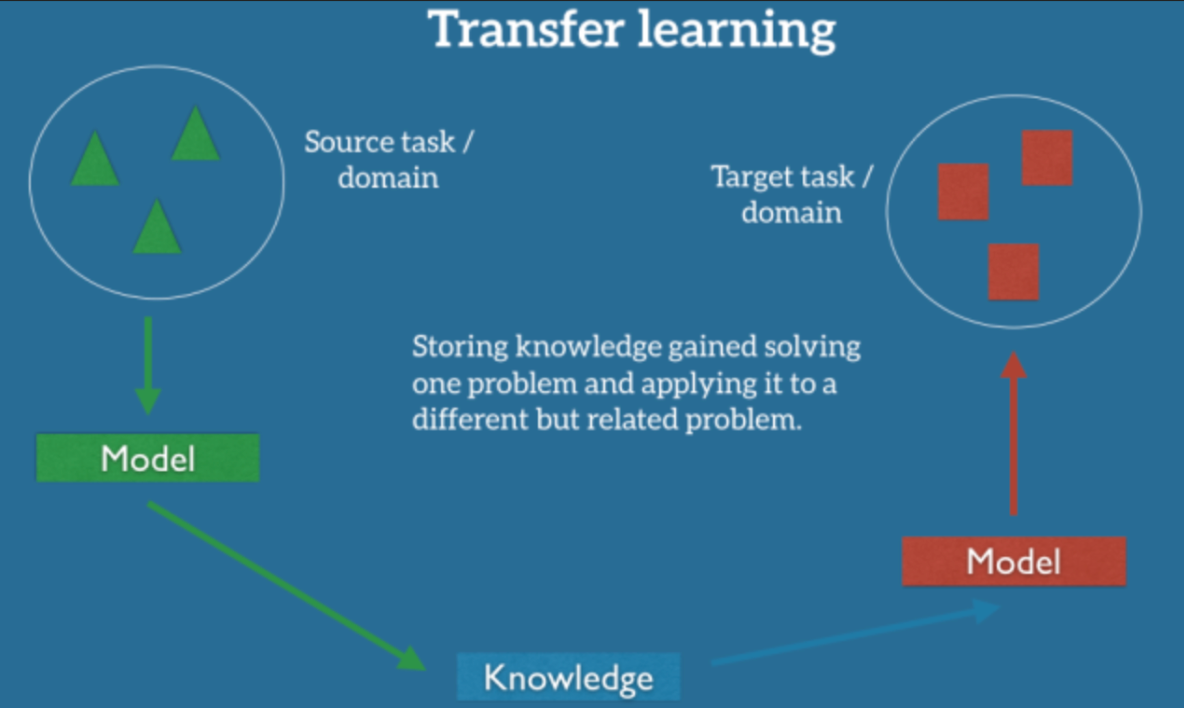 Transfer learning
Source task /
domain
Target task /
domain
Storing knowledge gained solving
one problem and applying it to a
different but related problem.
Model
Model
Knowledge